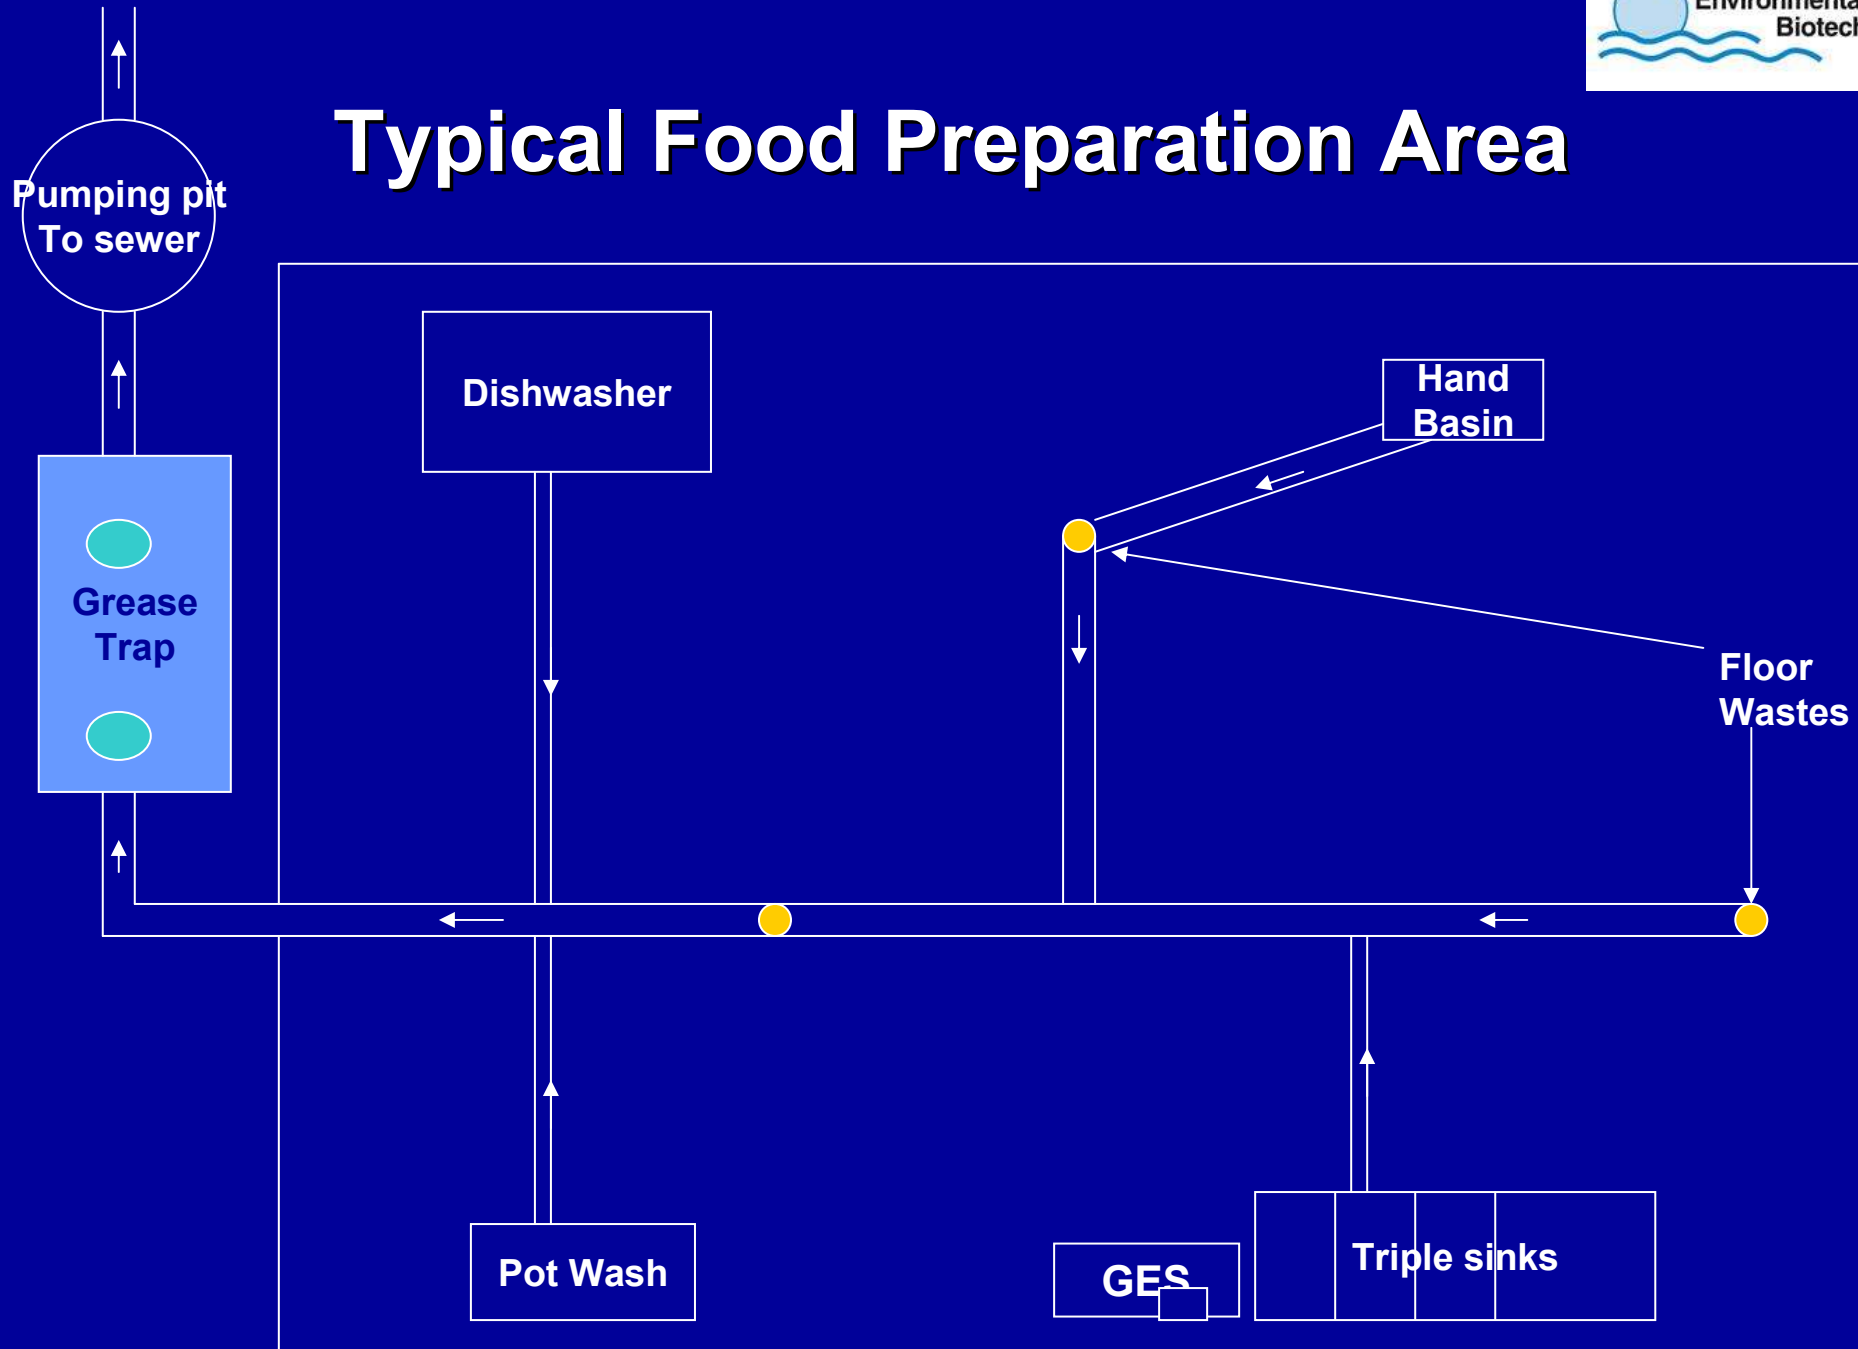 Biotech
Typical Food Preparation Area
Pumping pit
To sewer
Dishwasher
Hand
Basin
Grease
Trap
Floor
Wastes
Pot Wash
GES
Triple sinks